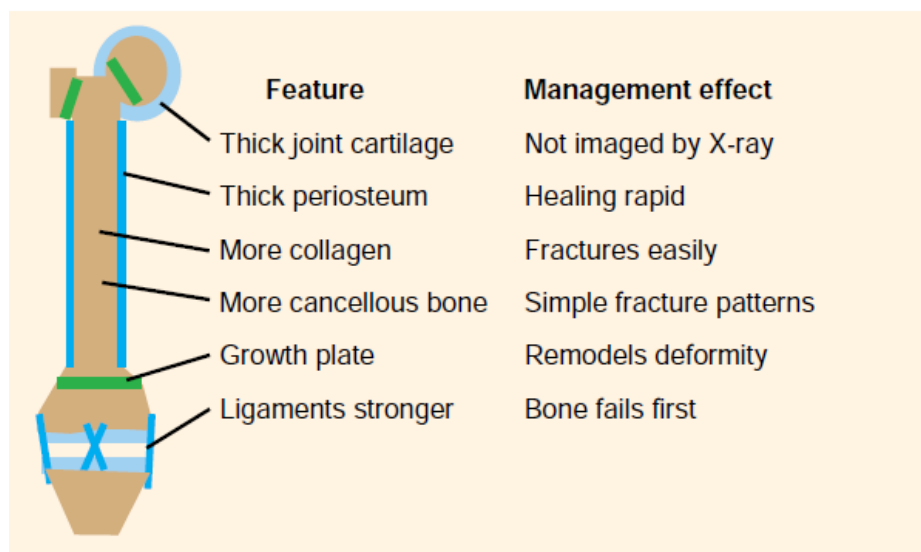 Feature Management effect
Thick joint cartilage Not imaged by X-ray
Thick periosteum Healing rapid
More collagen Fractures easily
More cancellous bone Simple fracture patterns
Growth plate Remodels deformity
Ligaments stronger Bone fails first